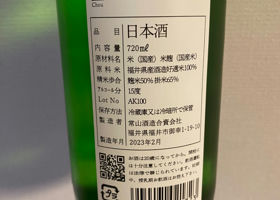 Chou
品目 日本酒
内容量 720ml
原材料名 米(国産) 米麹(国産米)
原料米 福井県産酒造好適米100%
精米歩合 麹米50% 掛米65%
アルコール分 15度
Lot No AK100
保存方法 冷蔵庫又は冷暗所で保管
製造者 常山酒造合資会社
福井県福井市御幸1-19-10
製造年月 2023年2月
お酒は20歳になってから。